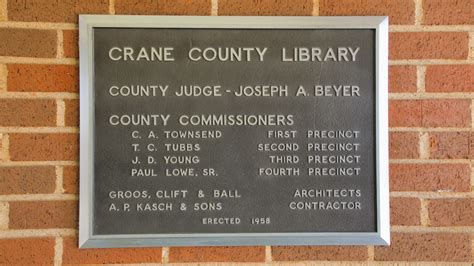 CRANE COUNTY LIBRARY
COUNTY JUDGE - JOSEPH A. BEYER
COUNTY COMMISSIONERS
C. A. TOWNSEND FIRST PRECINCT
T. C. TUBBS SECOND PRECINCT
J. D. YOUNG THIRD PRECINCT
PAUL LOWE, SR. FOURTH PRECINCT
GROOS, CLIFT & BALL ARCHITECTS
A. P. KASCH & SONS CONTRACTOR
ERECTED 1958